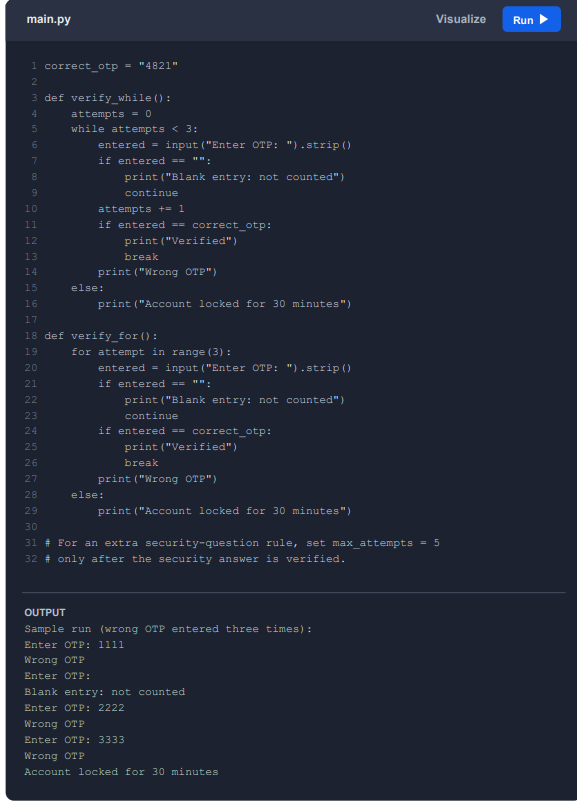 main.py
Visualize
Run
1 correct_otp = "4821"
2
3 def verify_while():
4     attempts = 0
5     while attempts < 3:
6         entered = input("Enter OTP: ").strip()
7         if entered == "":
8             print("Blank entry: not counted")
9             continue
10         attempts += 1
11         if entered == correct_otp:
12             print("Verified")
13             break
14         print("Wrong OTP")
15     else:
16         print("Account locked for 30 minutes")
17
18 def verify_for():
19     for attempt in range(3):
20         entered = input("Enter OTP: ").strip()
21         if entered == "":
22             print("Blank entry: not counted")
23             continue
24         if entered == correct_otp:
25             print("Verified")
26             break
27         print("Wrong OTP")
28     else:
29         print("Account locked for 30 minutes")
30
31 # For an extra security-question rule, set max_attempts = 5
32 # only after the security answer is verified.
OUTPUT
Sample run (wrong OTP entered three times):
Enter OTP: 1111
Wrong OTP
Enter OTP:
Blank entry: not counted
Enter OTP: 2222
Wrong OTP
Enter OTP: 3333
Wrong OTP
Account locked for 30 minutes